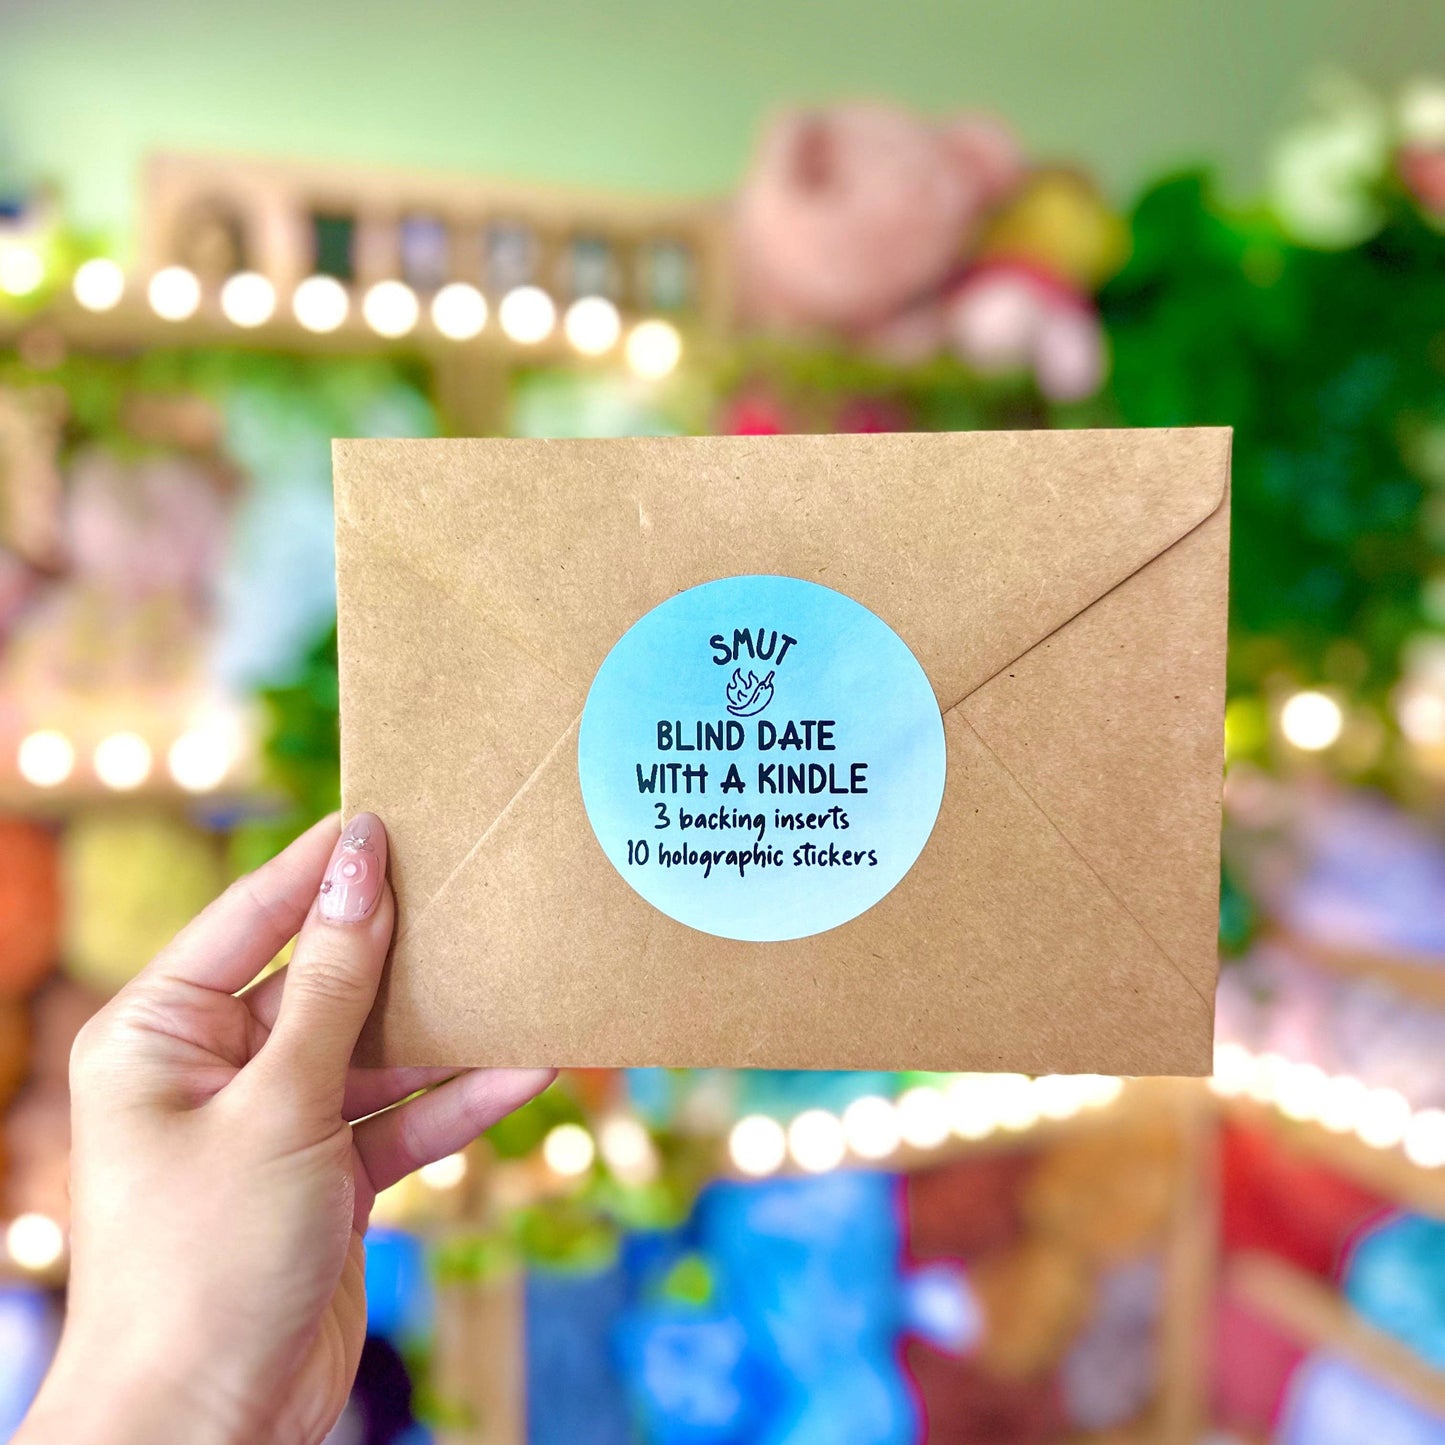 SMUT
BLIND DATE
WITH A KINDLE
3 backing inserts
10 holographic stickers